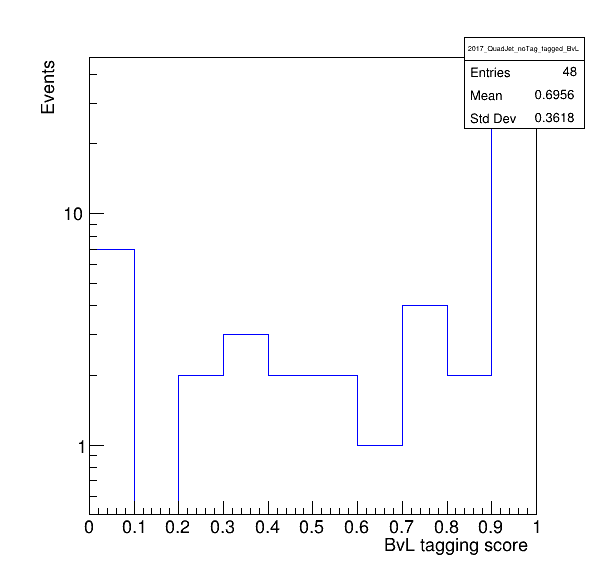 2017_QuadJet_noTag_tagged_BvL
Entries 48
Mean 0.6956
Std Dev 0.3618
Events
10
1
0 0.1 0.2 0.3 0.4 0.5 0.6 0.7 0.8 0.9 1
BvL tagging score